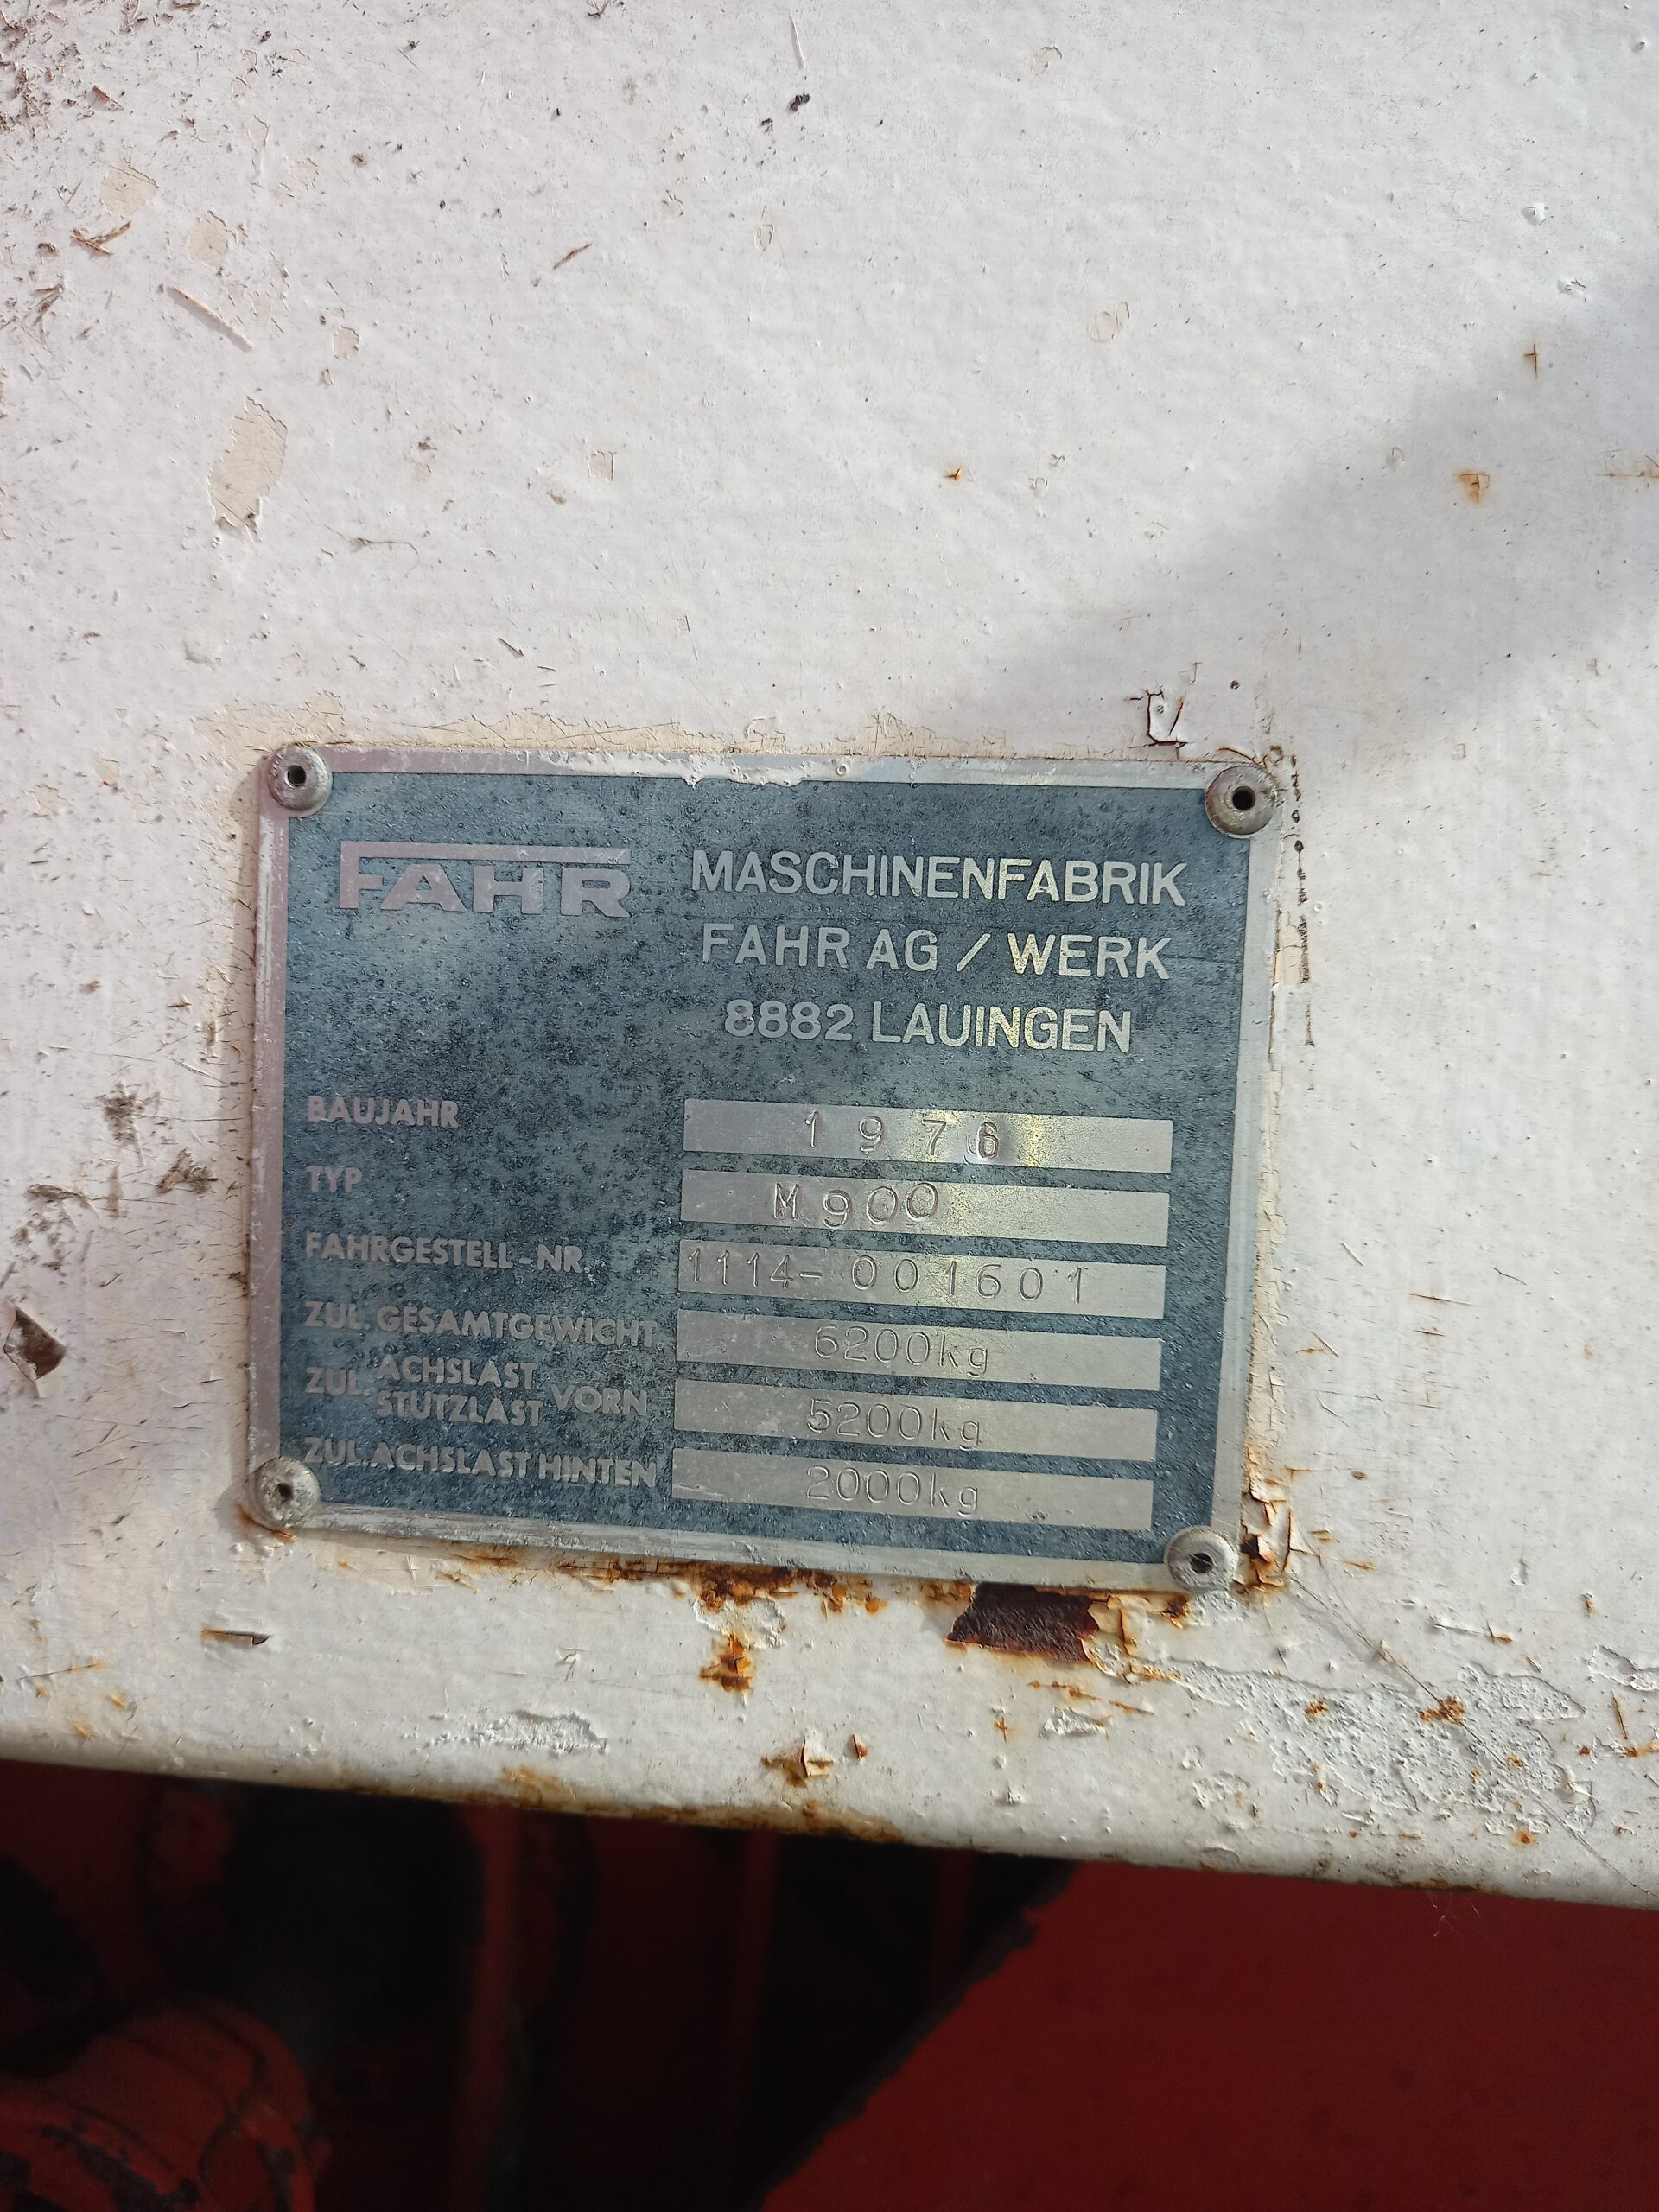 FAHR MASCHINENFABRIK
FAHR AG / WERK
8882 LAUINGEN
BAUJAHR 1976
TYP M900
FAHRGESTELL-NR. 1114-001601
ZUL. GESAMTGEWICHT 6200kg
ZUL. ACHSLAST
STÜTZLAST VORN 5200kg
ZUL. ACHSLAST HINTEN 2000kg